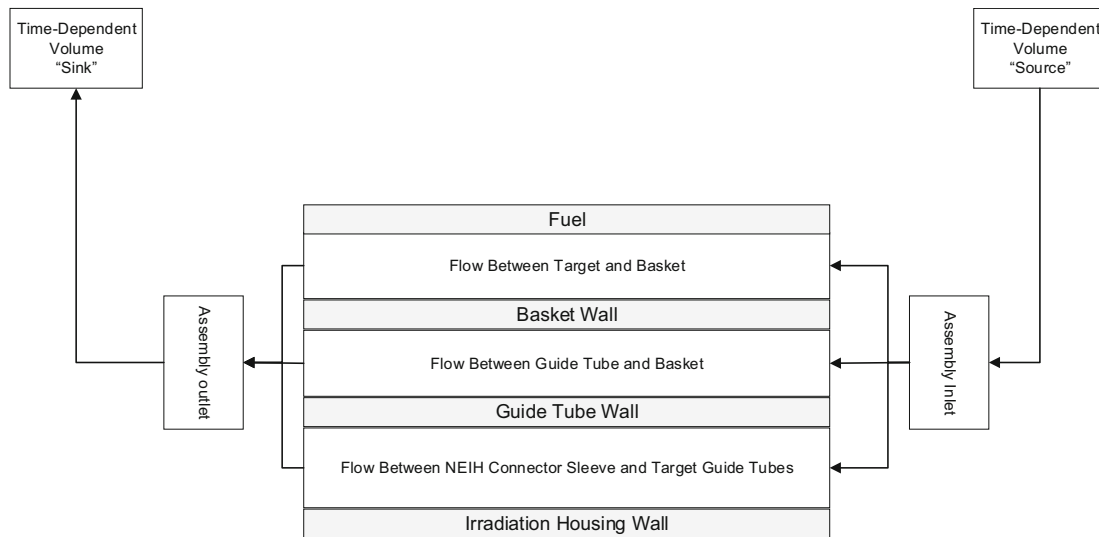 Time-Dependent
Volume
“Sink”
Time-Dependent
Volume
“Source”
Fuel
Flow Between Target and Basket
Basket Wall
Flow Between Guide Tube and Basket
Guide Tube Wall
Flow Between NEIH Connector Sleeve and Target Guide Tubes
Irradiation Housing Wall
Assembly outlet
Assembly Inlet